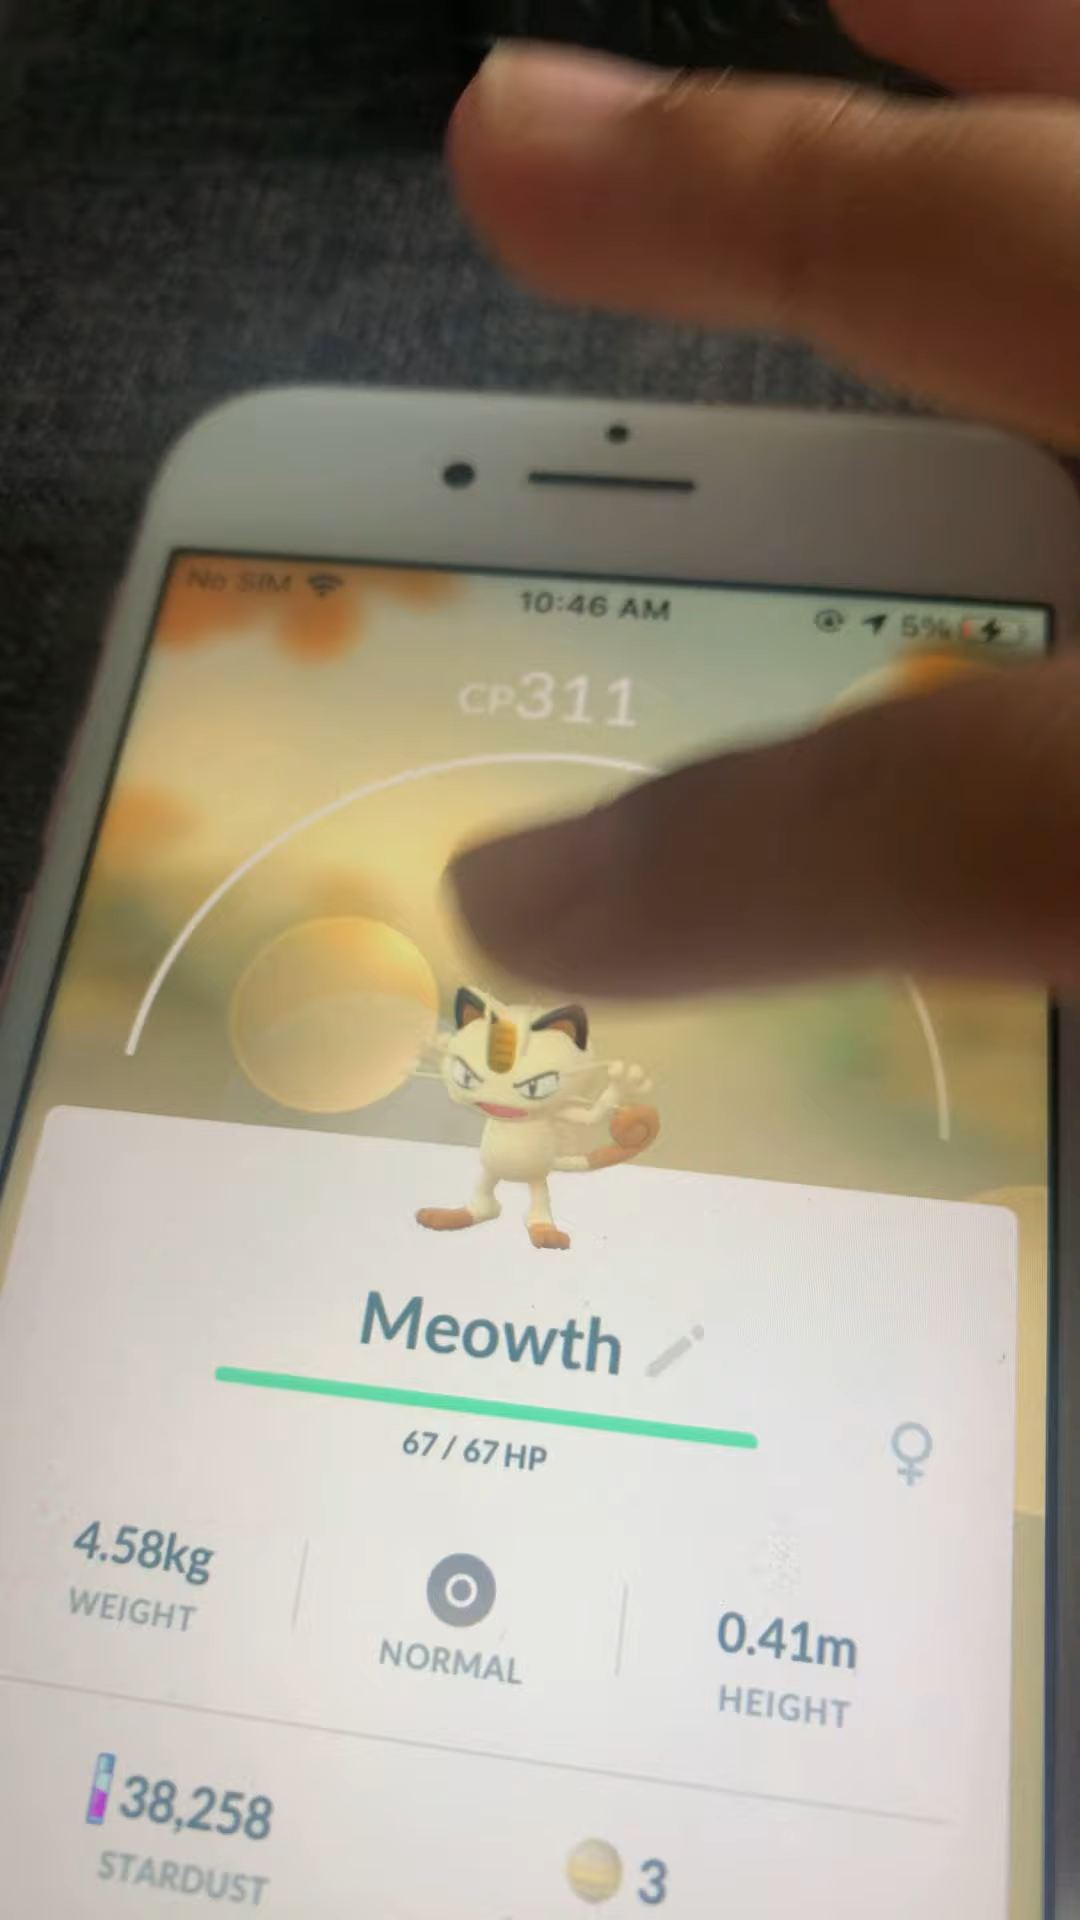 No SIM
10:46 AM
5%
CP311
Meowth
67 / 67 HP
4.58kg
WEIGHT
NORMAL
0.41m
HEIGHT
38,258
STARDUST
3